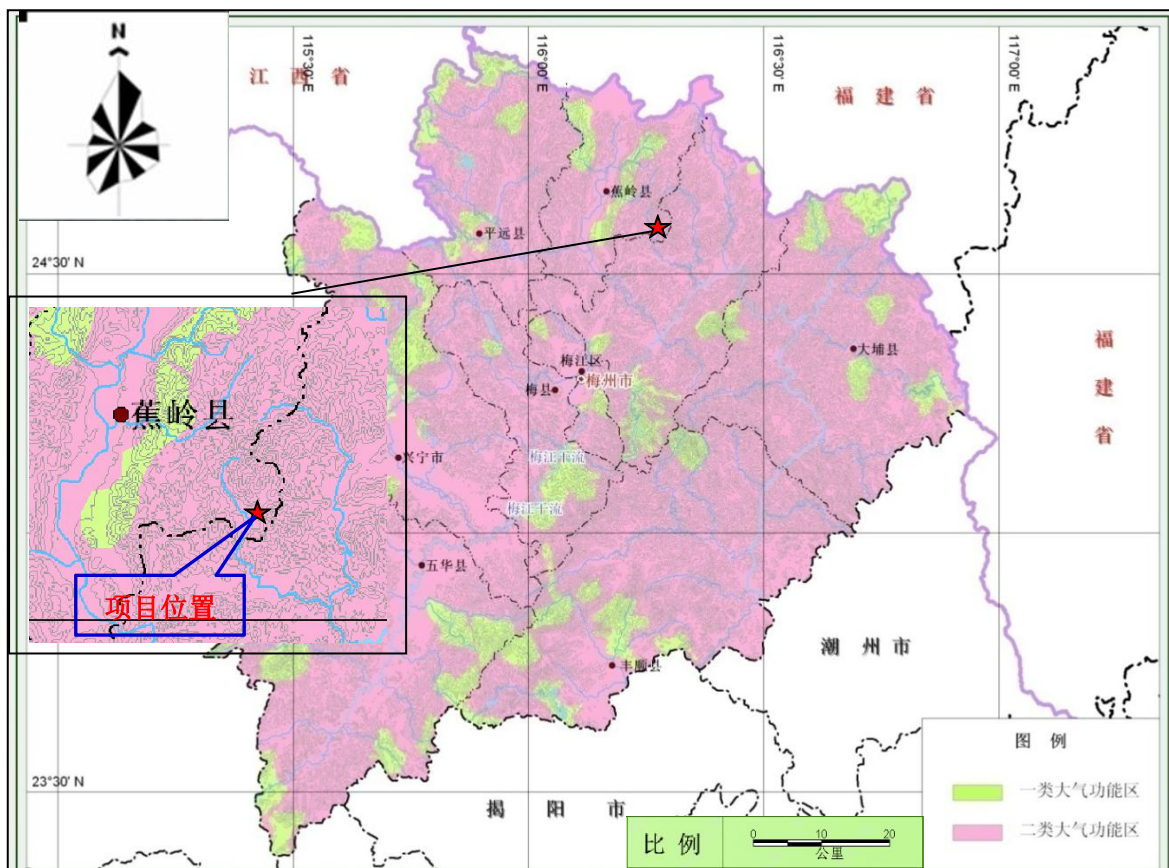 N
115°30′ E
116°00′ E
116°30′ E
117°00′ E
江西省
福建省
蕉岭县
平远县
24°30′ N
大埔县
福建省
梅江区
梅州市
梅县
蕉岭县
兴宁市
梅江干流
梅江干流
五华县
项目位置
丰顺县
潮州市
23°30′ N
揭阳市
图例
一类大气功能区
二类大气功能区
比例
0 10 20
公里